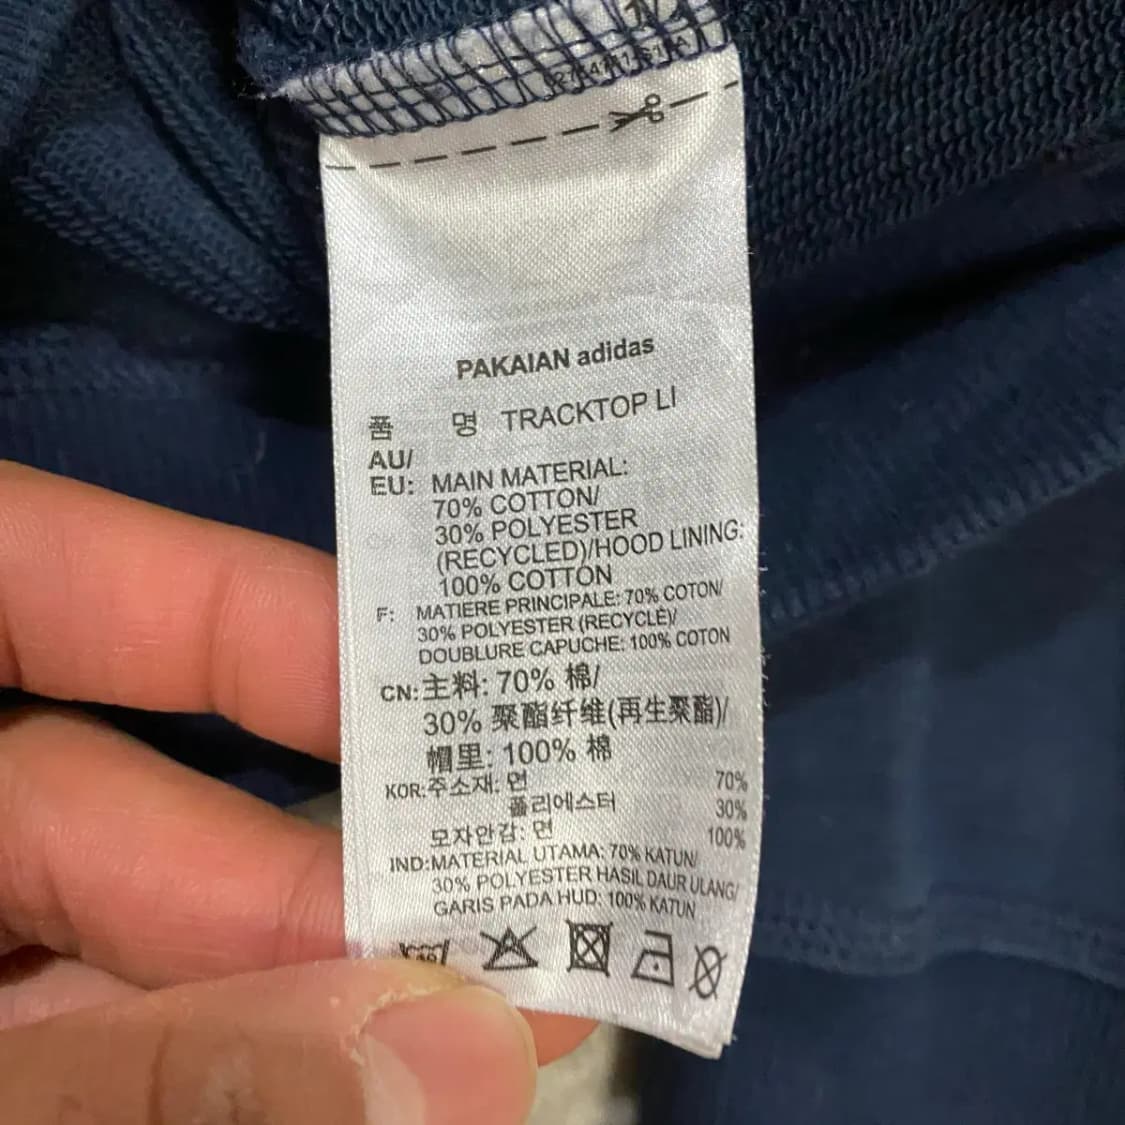 PAKAIAN adidas
품 명 TRACKTOP LI
AU/
EU: MAIN MATERIAL:
70% COTTON/
30% POLYESTER
(RECYCLED)/HOOD LINING:
100% COTTON
F: MATIERE PRINCIPALE: 70% COTON/
30% POLYESTER (RECYCLÉ)/
DOUBLURE CAPUCHE: 100% COTON
CN: 主料: 70% 棉/
30% 聚酯纤维(再生聚酯)/
帽里: 100% 棉
KOR: 주소재: 면 70%
폴리에스터 30%
모자안감: 면 100%
IND: MATERIAL UTAMA: 70% KATUN/
30% POLYESTER HASIL DAUR ULANG/
GARIS PADA HUD: 100% KATUN
40